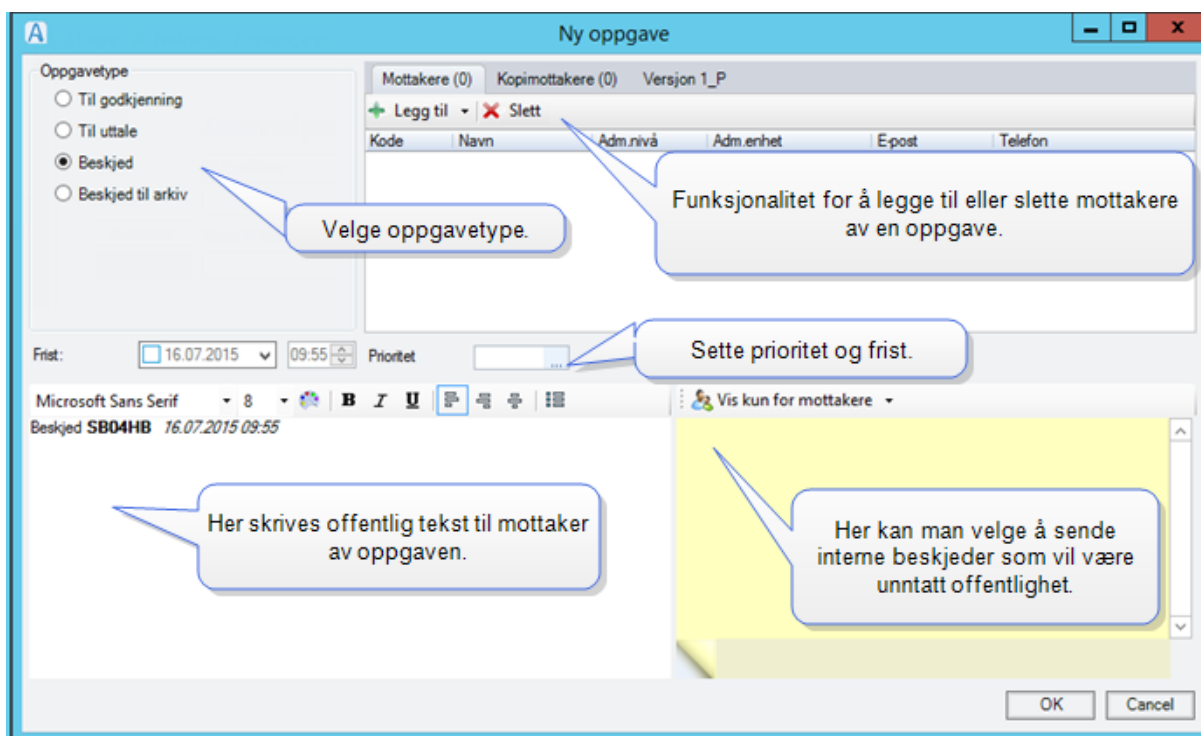 A
Ny oppgave
Oppgavetype
Til godkjenning
Til uttale
Beskjed
Beskjed til arkiv
Velge oppgavetype.
Mottakere (0) Kopimottakere (0) Versjon 1_P
Legg til Slett
Kode Navn Adm.nivå Adm.enhet E-post Telefon
Funksjonalitet for å legge til eller slette mottakere
av en oppgave.
Frist: 16.07.2015 09:55 Prioritet ...
Sette prioritet og frist.
Microsoft Sans Serif 8 B I U
Vis kun for mottakere
Beskjed SB04HB 16.07.2015 09:55
Her skrives offentlig tekst til mottaker
av oppgaven.
Her kan man velge å sende
interne beskjeder som vil være
unntatt offentlighet.
OK Cancel